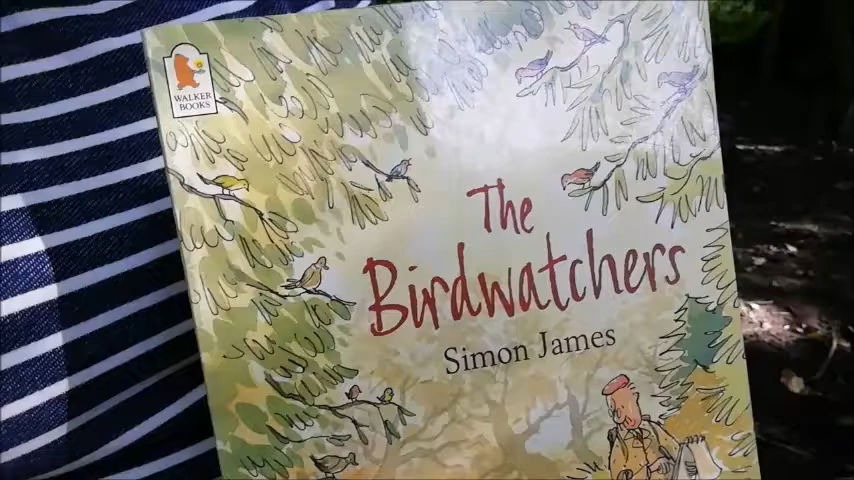 WALKER
BOOKS
The
Birdwatchers
Simon James